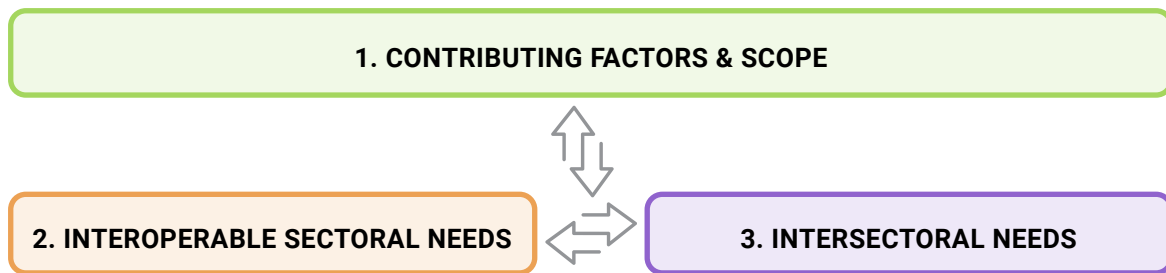 1. CONTRIBUTING FACTORS & SCOPE
2. INTEROPERABLE SECTORAL NEEDS
3. INTERSECTORAL NEEDS